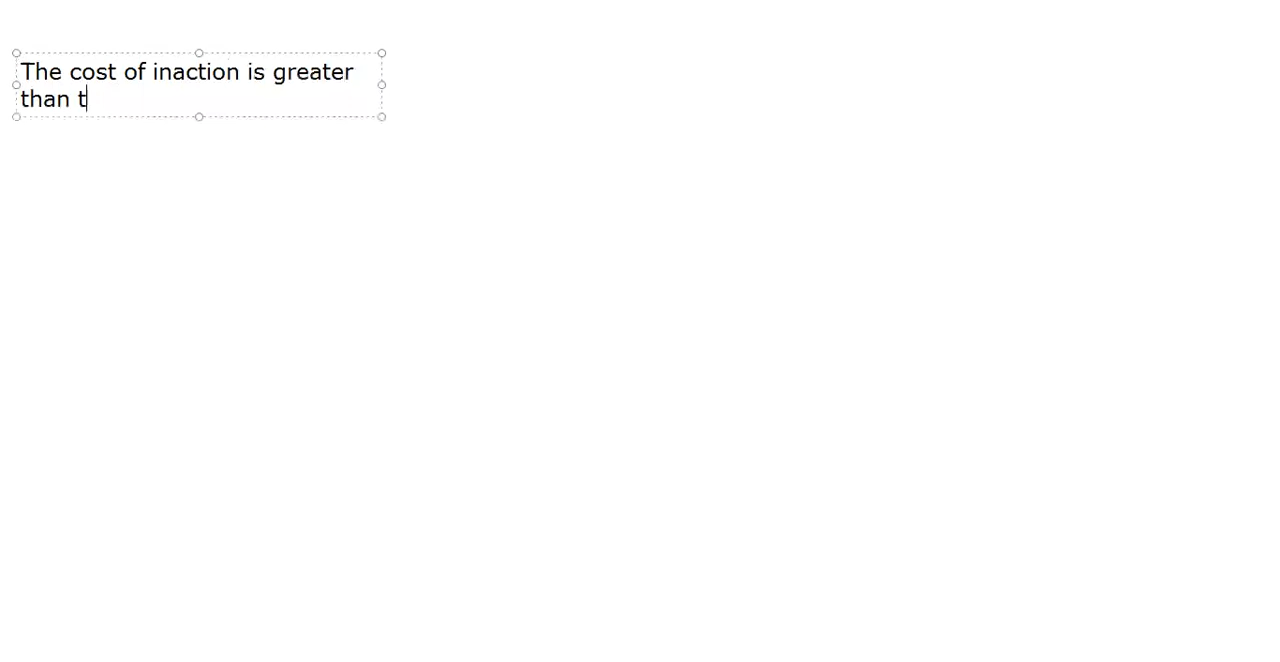 The cost of inaction is greater
than t